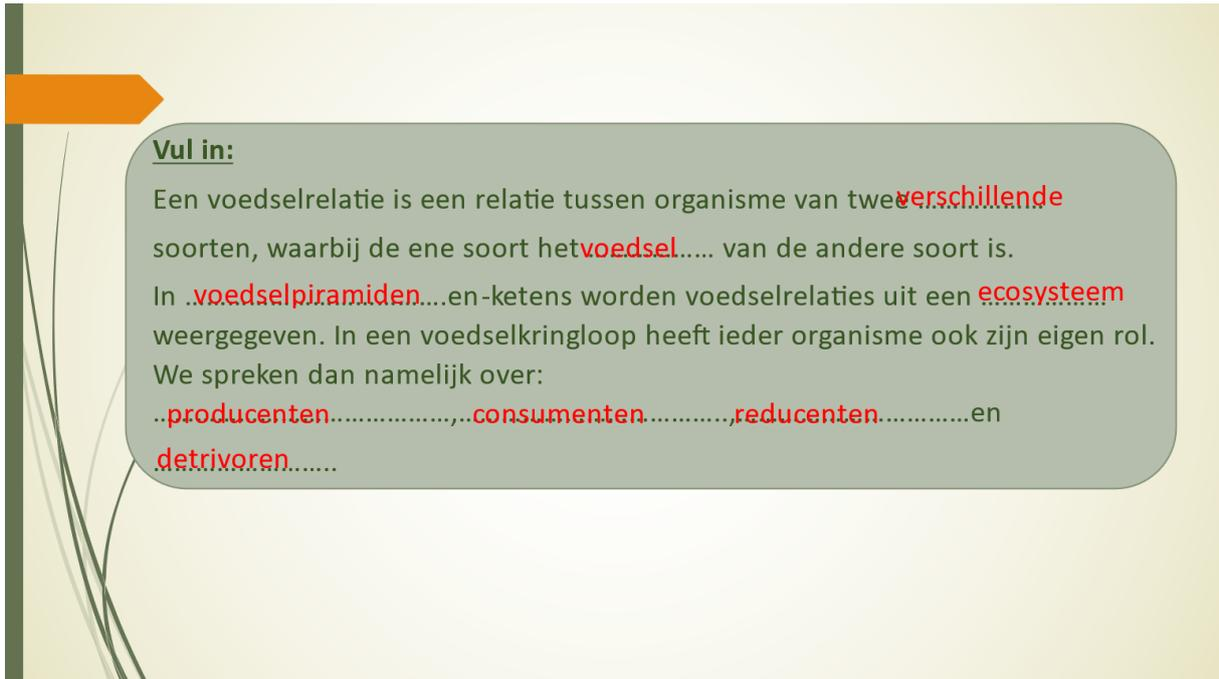 Vul in:
Een voedselrelatie is een relatie tussen organisme van twee verschillende
soorten, waarbij de ene soort het voedsel…… van de andere soort is.
In …voedselpiramiden….en-ketens worden voedselrelaties uit een ecosysteem
weergegeven. In een voedselkringloop heeft ieder organisme ook zijn eigen rol.
We spreken dan namelijk over:
..producenten………………,..consumenten…………..,reducenten…………en
detrivoren……..